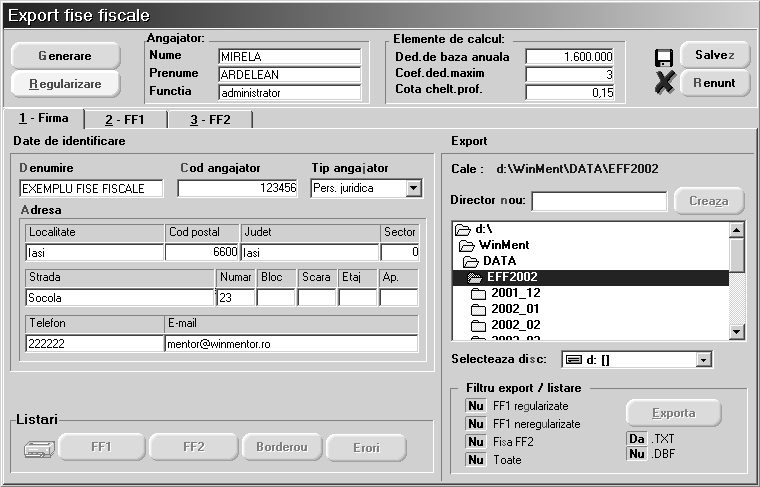 Export fise fiscale
Generare
Regularizare
Angajator:
Nume MIRELA
Prenume ARDELEAN
Functia administrator
Elemente de calcul:
Ded.de baza anuala 1.600.000
Coef.ded.maxim 3
Cota chelt.prof. 0,15
Salvez
Renunt
1 - Firma 2 - FF1 3 - FF2
Date de identificare
Denumire Cod angajator Tip angajator
EXEMPLU FISE FISCALE 123456 Pers. juridica
Adresa
Localitate Cod postal Judet Sector
Iasi 6600 Iasi 0
Strada Numar Bloc Scara Etaj Ap.
Socola 23
Telefon E-mail
222222 mentor@winmentor.ro
Listari
FF1 FF2 Borderou Erori
Export
Cale : d:\WinMent\DATA\EFF2002
Director nou: Creaza
d:\
WinMent
DATA
EFF2002
2001_12
2002_01
2002_02
2002_03
Selecteaza disc: d: []
Filtru export / listare
Nu FF1 regularizate
Nu FF1 neregularizate
Nu Fisa FF2
Nu Toate
Exporta
Da .TXT
Nu .DBF